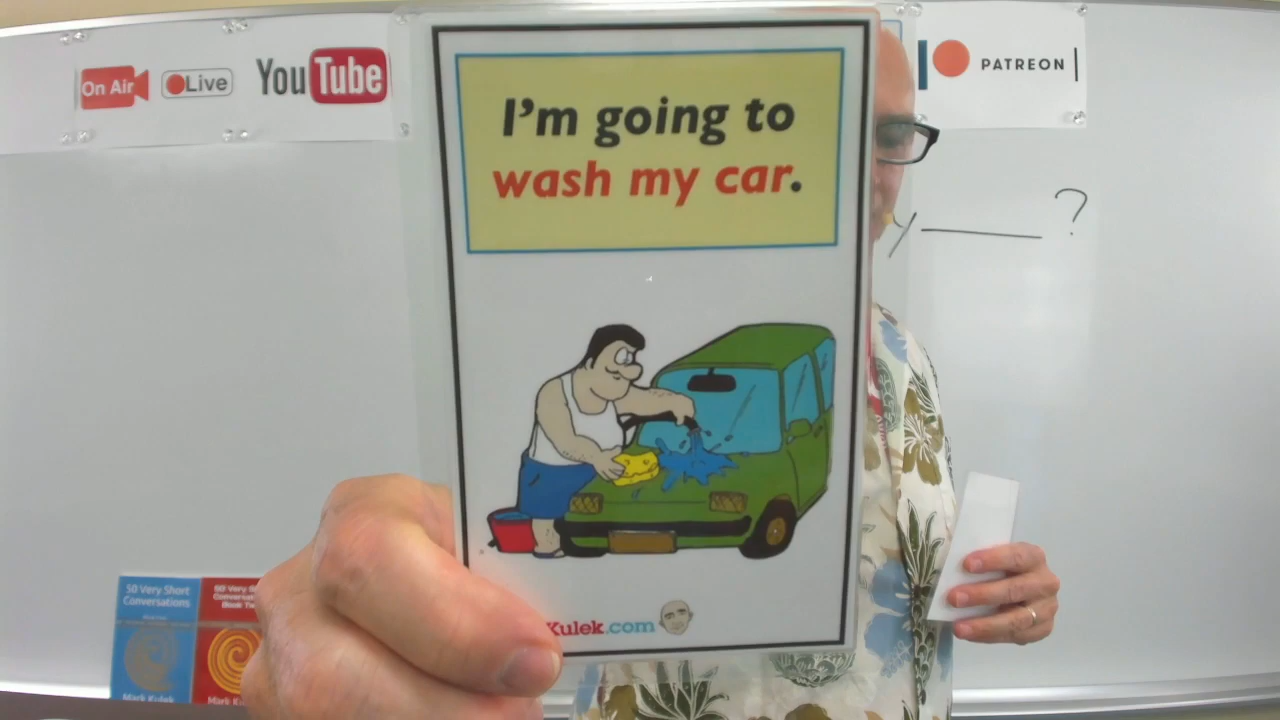 On Air
Live
YouTube
PATREON
I'm going to
wash my car.
?
50 Very Short
Conversations
Mark Kulek
Kulek.com